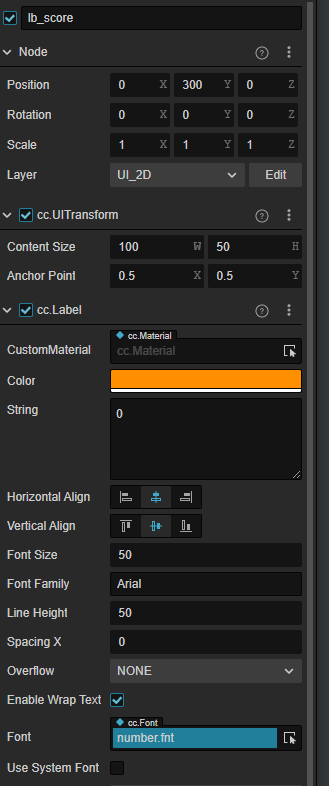 lb_score
Node
Position 0 X 300 Y 0 Z
Rotation 0 X 0 Y 0 Z
Scale 1 X 1 Y 1 Z
Layer UI_2D Edit
cc.UITransform
Content Size 100 W 50 H
Anchor Point 0.5 X 0.5 Y
cc.Label
cc.Material
CustomMaterial cc.Material
Color
String 0
Horizontal Align
Vertical Align
Font Size 50
Font Family Arial
Line Height 50
Spacing X 0
Overflow NONE
Enable Wrap Text
cc.Font
Font number.fnt
Use System Font